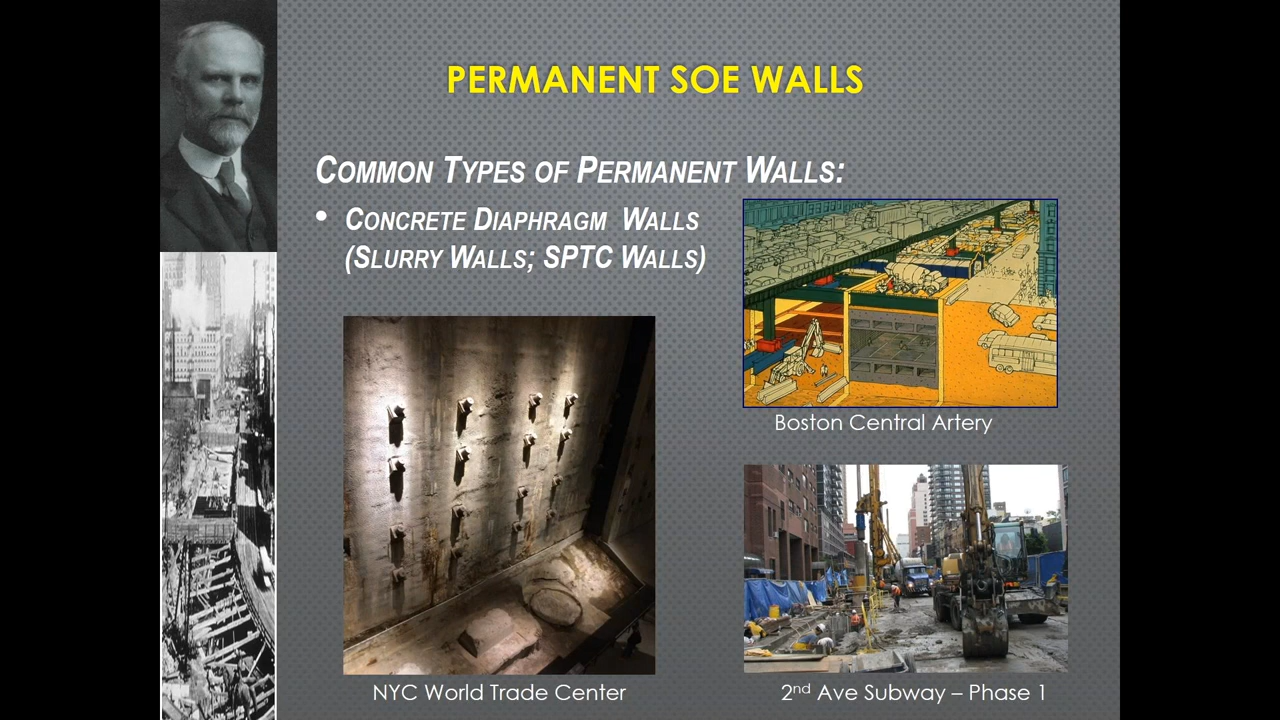 PERMANENT SOE WALLS
COMMON TYPES OF PERMANENT WALLS:
• CONCRETE DIAPHRAGM WALLS
(SLURRY WALLS; SPTC WALLS)
Boston Central Artery
NYC World Trade Center
2nd Ave Subway – Phase 1